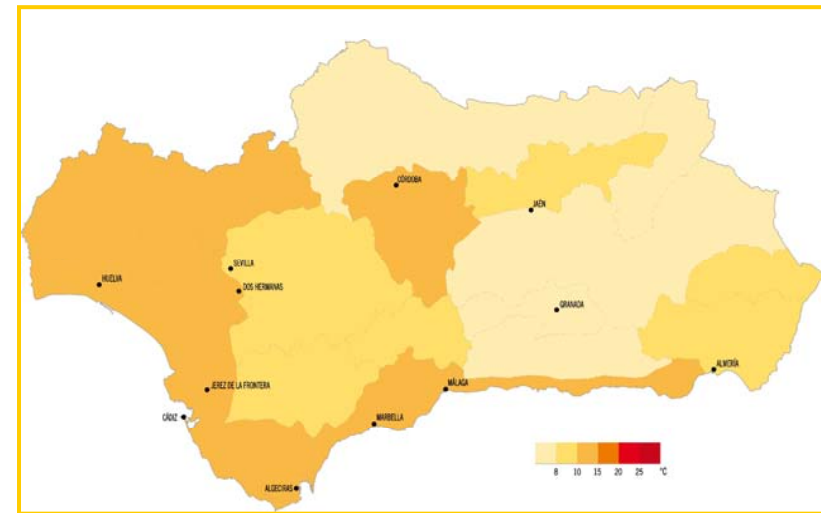 CÓRDOBA
JAÉN
SEVILLA
HUELVA
DOS HERMANAS
GRANADA
ALMERÍA
JEREZ DE LA FRONTERA
MÁLAGA
CÁDIZ
MARBELLA
ALGECIRAS
8 10 15 20 25 °C